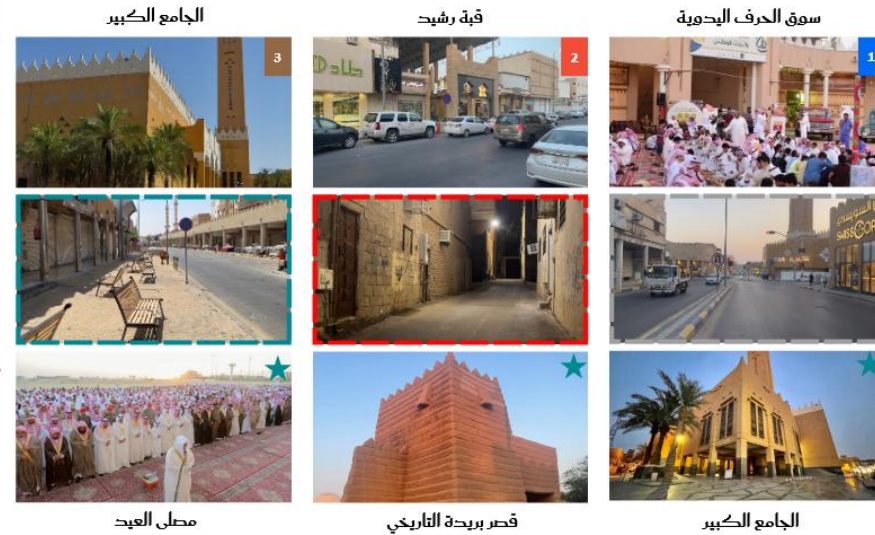 سوق الحرف اليدوية
قبة رشيد
الجامع الكبير
1
2
3
الجامع الكبير
قصر بريدة التاريخي
مصلى العيد